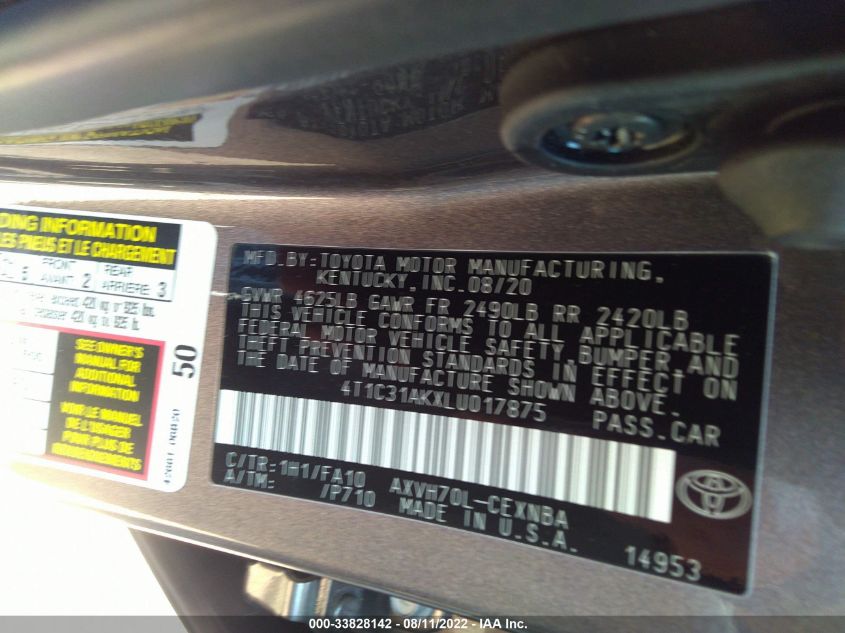 DING INFORMATION
LES PNEUS ET LE CHARGEMENT
FRONT
AVANT 2
REAR
ARRIÈRE 3
SEE OWNER'S
MANUAL FOR
ADDITIONAL
INFORMATION
VOIR LE MANUEL
DE L'USAGER
POUR PLUS DE
RENSEIGNEMENTS
50
MFD.BY:TOYOTA MOTOR MANUFACTURING,
KENTUCKY,INC.08/20
GVWR 4625LB GAWR FR 2490LB RR 2420LB
THIS VEHICLE CONFORMS TO ALL APPLICABLE
FEDERAL MOTOR VEHICLE SAFETY,BUMPER,AND
THEFT PREVENTION STANDARDS IN EFFECT ON
THE DATE OF MANUFACTURE SHOWN ABOVE.
4T1C31AKXLU017875 PASS.CAR
C/TR:1H1/FA10 AXVH70L-CEXNBA
A/TM: /P710 MADE IN U.S.A.
14953
000-33828142 - 08/11/2022 - IAA Inc.